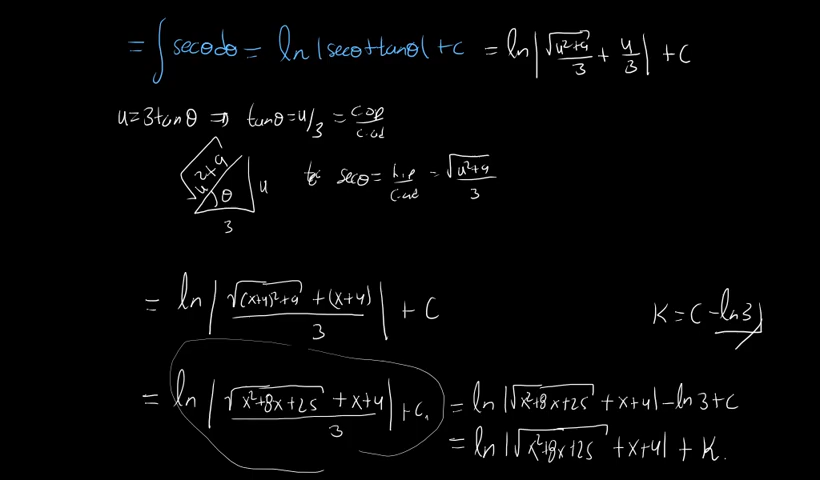 = ∫ secθdθ = ln |secθ+tanθ| + c = ln | √(u²+9)/3 + u/3 | + C
u=3tanθ ⇒ tanθ=u/3 = c.op/c.ad
√(u²+9) θ u 3
secθ= hip/c.ad = √(u²+9)/3
= ln | (√((x+4)²+9) + (x+4))/3 | + C
K = C - ln3
= ln | (√(x²+8x+25) + x+4)/3 | + C₁ = ln |√(x²+8x+25) + x+4| - ln 3 + C
= ln |√(x²+8x+25) + x+4| + K.